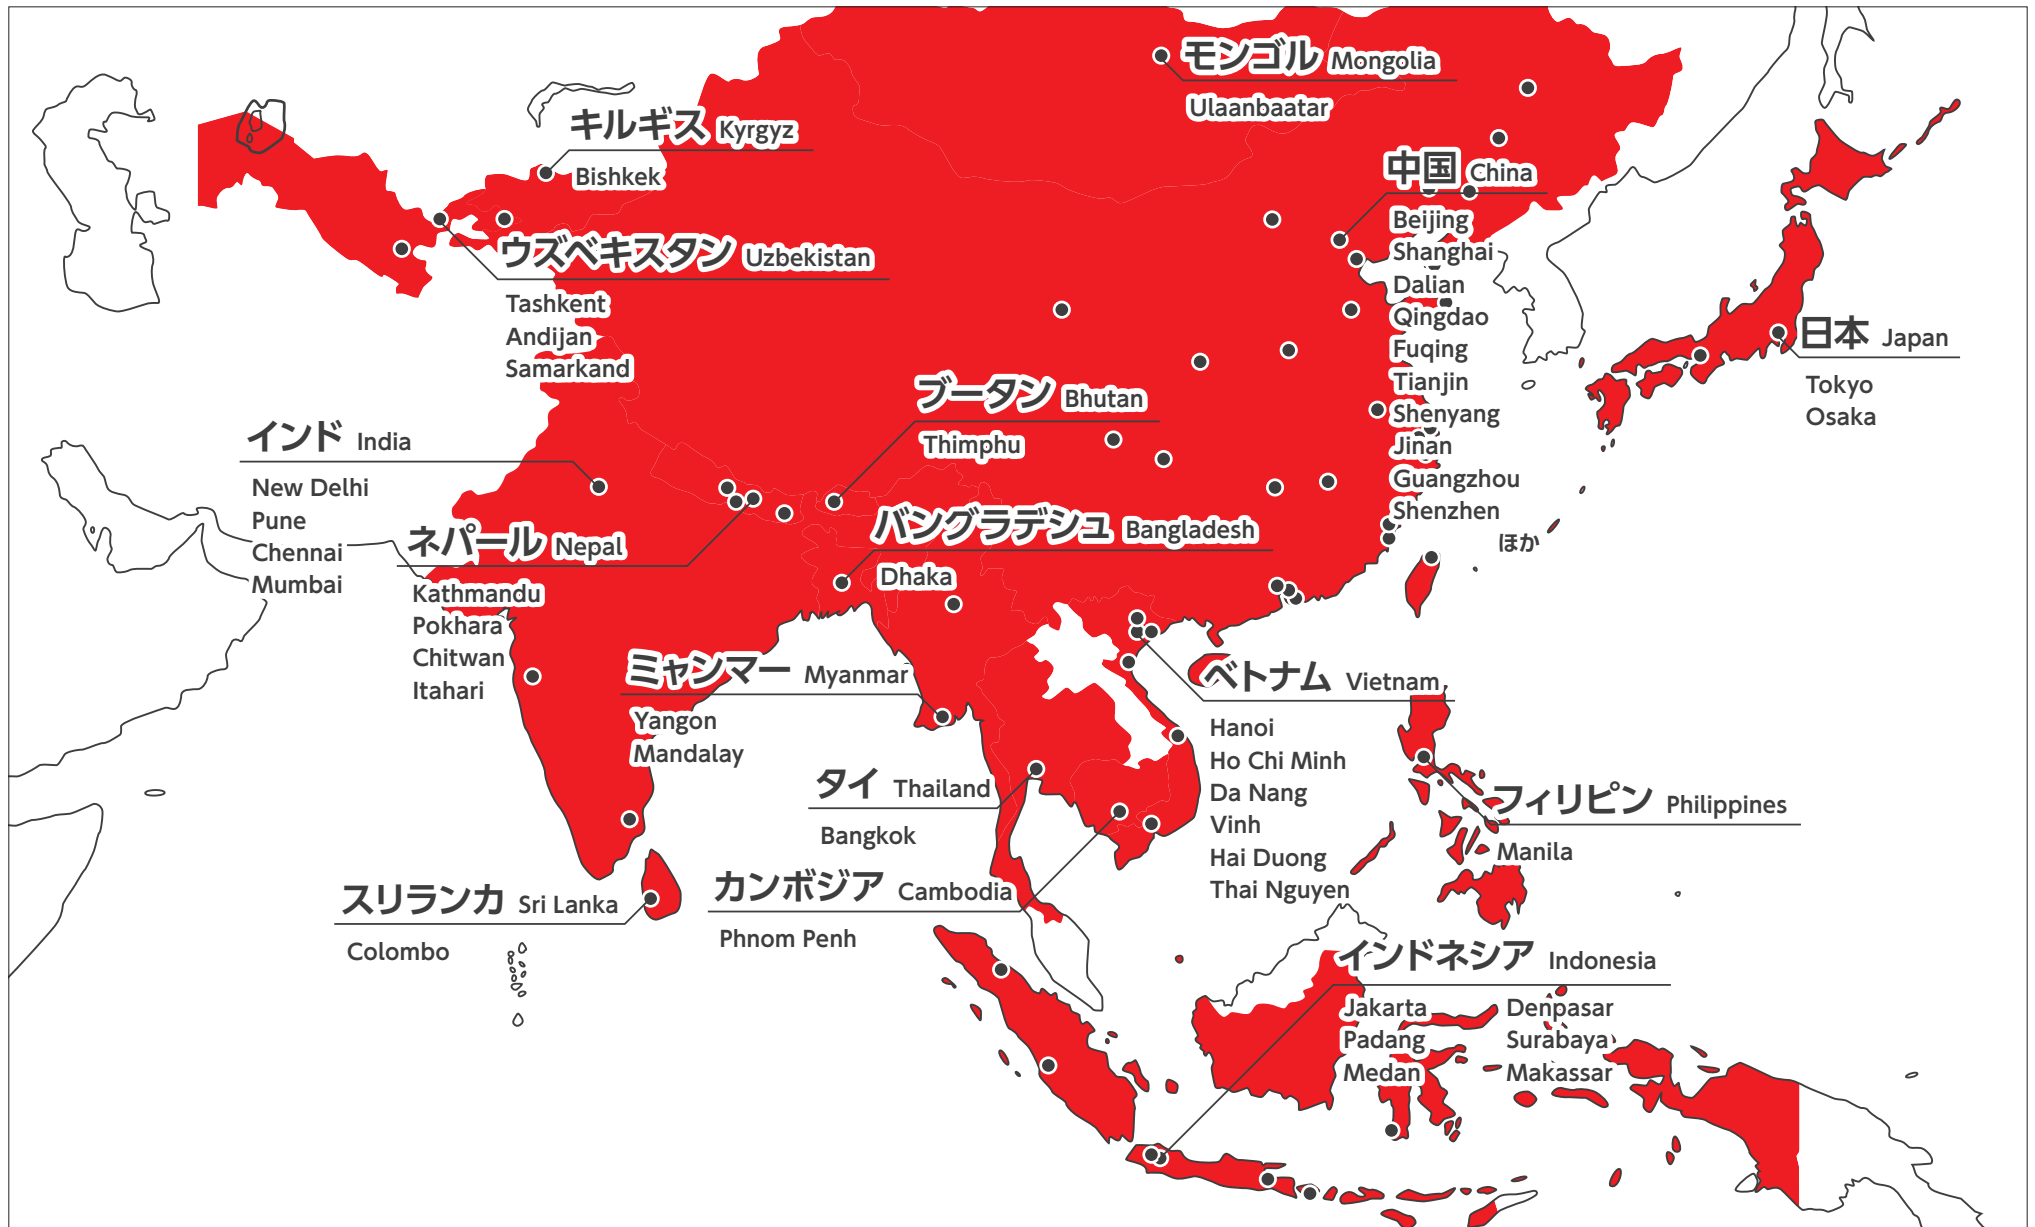 モンゴル Mongolia
Ulaanbaatar
キルギス Kyrgyz
Bishkek
中国 China
Beijing
Shanghai
Dalian
Qingdao
Fuqing
Tianjin
Shenyang
Jinan
Guangzhou
Shenzhen
ほか
ウズベキスタン Uzbekistan
Tashkent
Andijan
Samarkand
日本 Japan
Tokyo
Osaka
ブータン Bhutan
Thimphu
インド India
New Delhi
Pune
Chennai
Mumbai
ネパール Nepal
Kathmandu
Pokhara
Chitwan
Itahari
バングラデシュ Bangladesh
Dhaka
ミャンマー Myanmar
Yangon
Mandalay
ベトナム Vietnam
Hanoi
Ho Chi Minh
Da Nang
Vinh
Hai Duong
Thai Nguyen
タイ Thailand
Bangkok
フィリピン Philippines
Manila
スリランカ Sri Lanka
Colombo
カンボジア Cambodia
Phnom Penh
インドネシア Indonesia
Jakarta Denpasar
Padang Surabaya
Medan Makassar